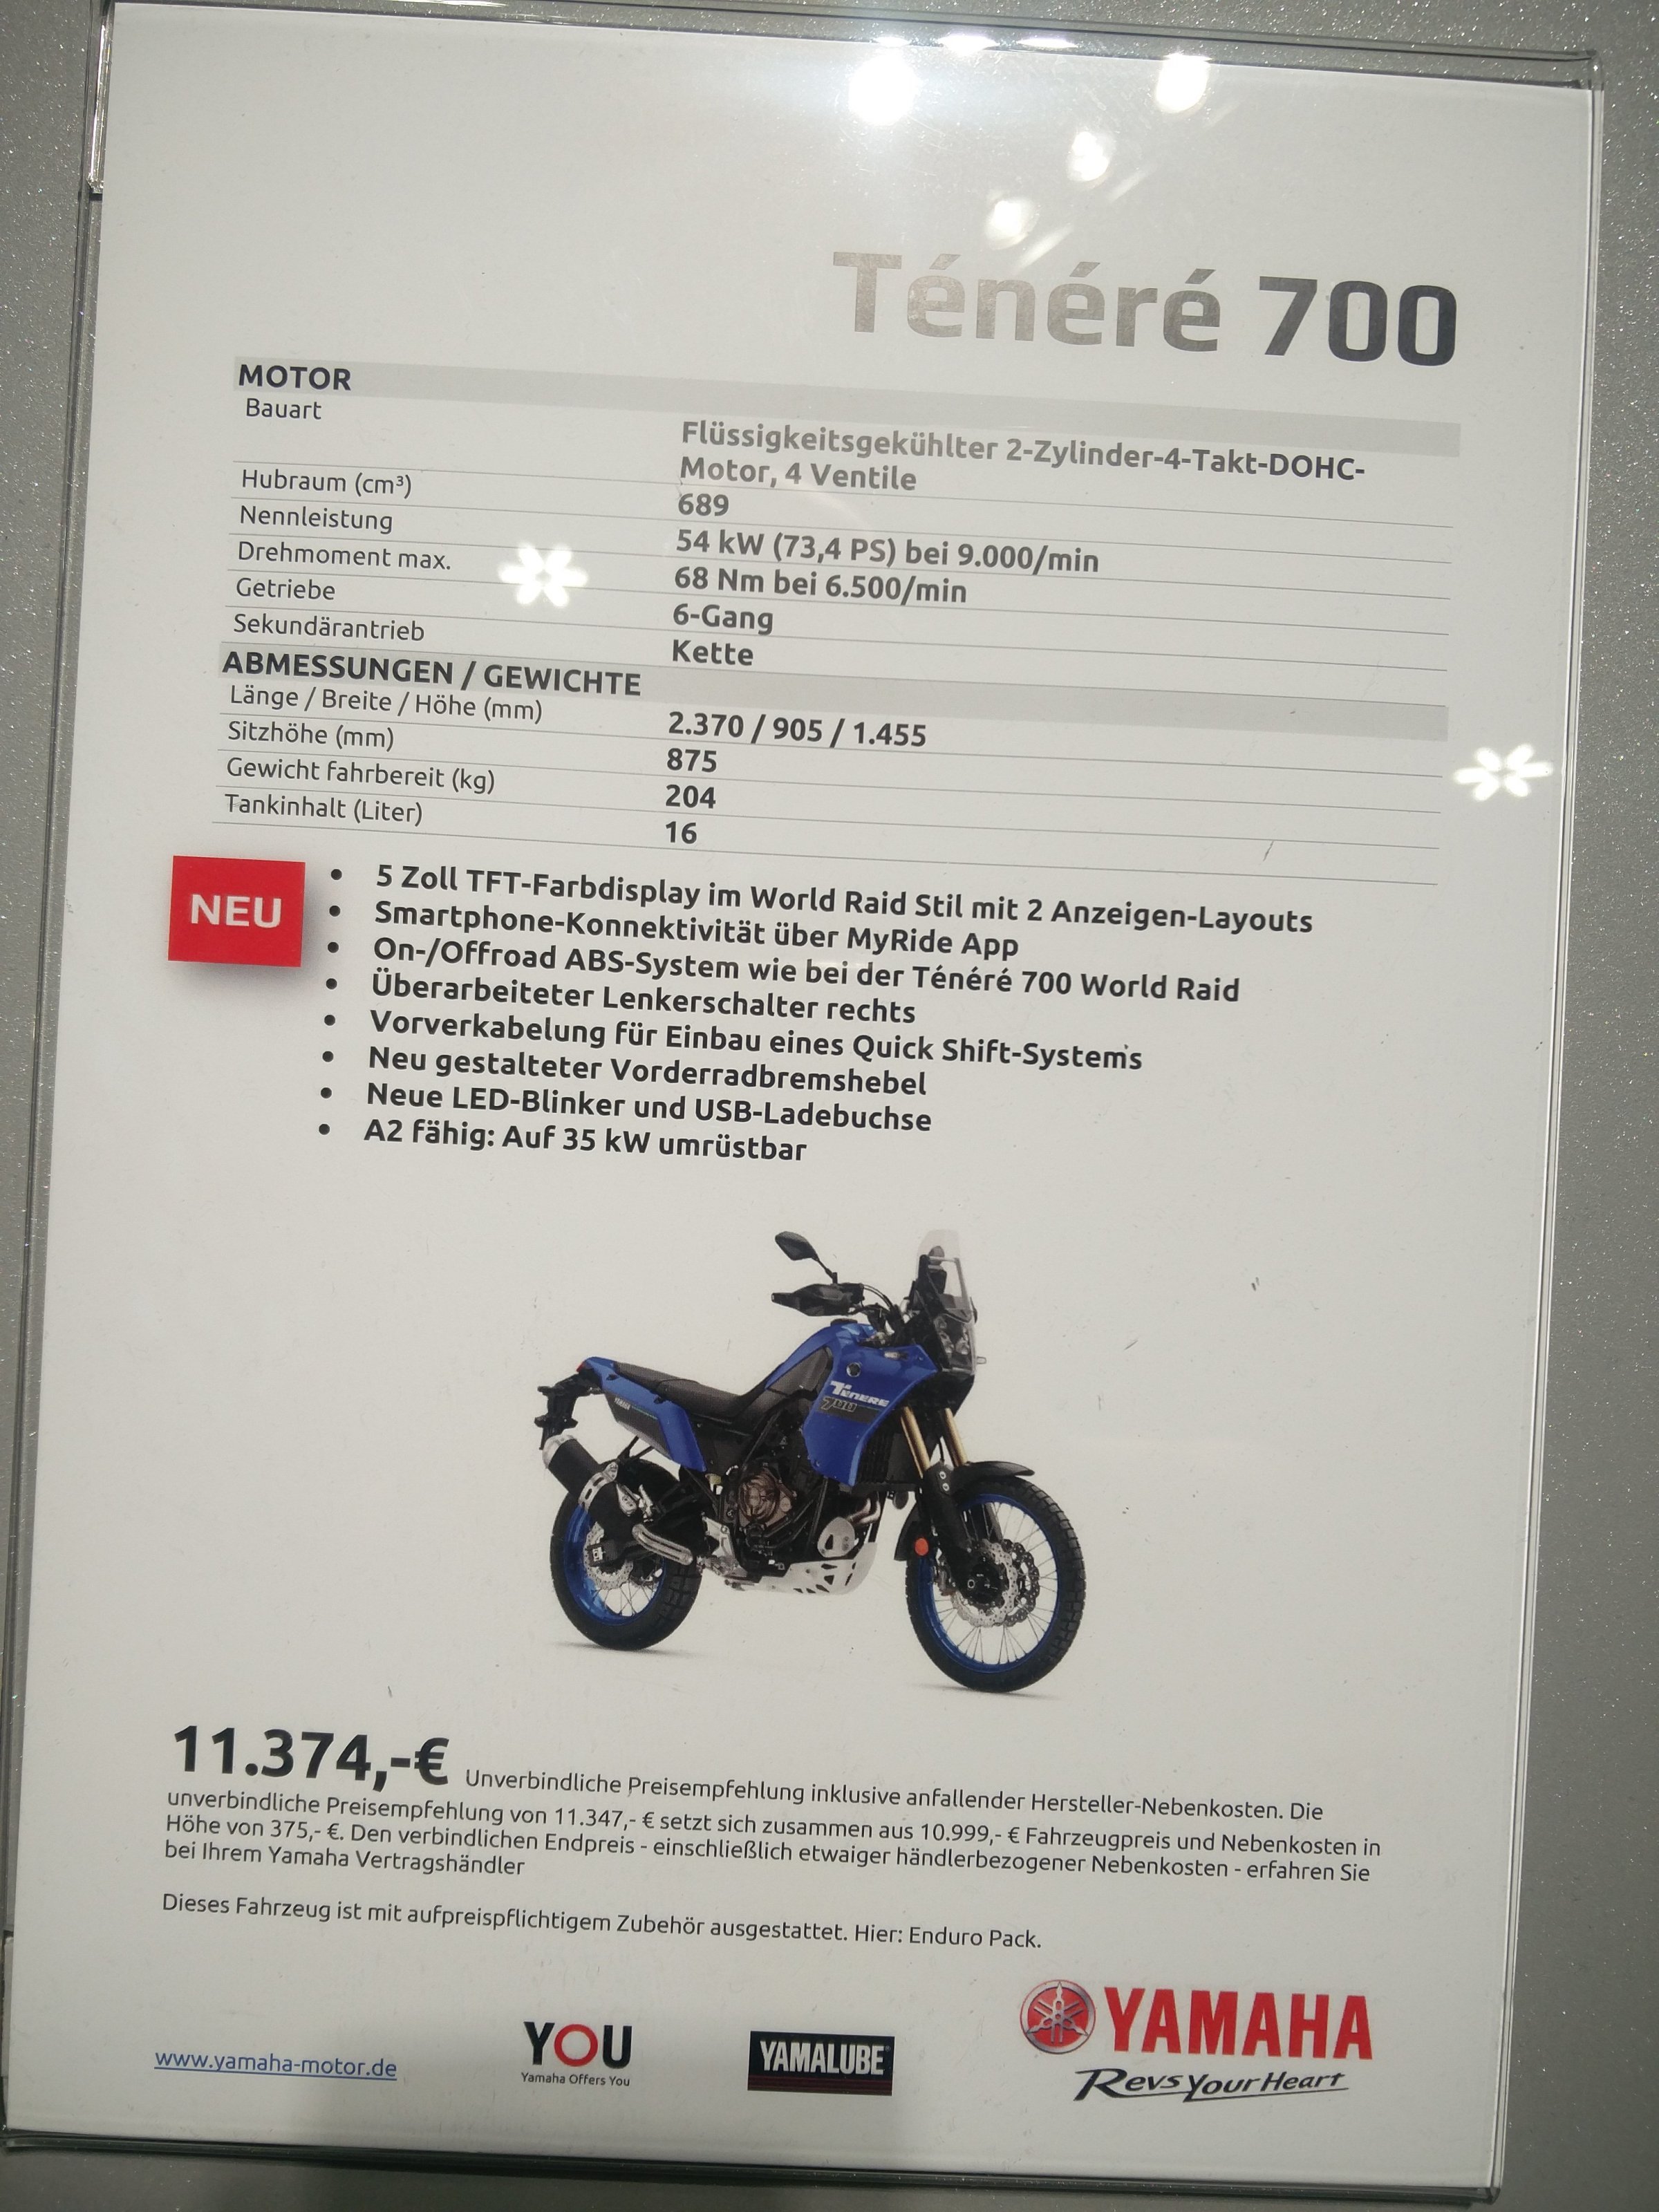 Ténéré 700
MOTOR
Bauart
Flüssigkeitsgekühlter 2-Zylinder-4-Takt-DOHC-
Motor, 4 Ventile
Hubraum (cm³) 689
Nennleistung 54 kW (73,4 PS) bei 9.000/min
Drehmoment max. 68 Nm bei 6.500/min
Getriebe 6-Gang
Sekundärantrieb Kette
ABMESSUNGEN / GEWICHTE
Länge / Breite / Höhe (mm) 2.370 / 905 / 1.455
Sitzhöhe (mm) 875
Gewicht fahrbereit (kg) 204
Tankinhalt (Liter) 16
NEU
• 5 Zoll TFT-Farbdisplay im World Raid Stil mit 2 Anzeigen-Layouts
• Smartphone-Konnektivität über MyRide App
• On-/Offroad ABS-System wie bei der Ténéré 700 World Raid
• Überarbeiteter Lenkerschalter rechts
• Vorverkabelung für Einbau eines Quick Shift-Systems
• Neu gestalteter Vorderradbremshebel
• Neue LED-Blinker und USB-Ladebuchse
• A2 fähig: Auf 35 kW umrüstbar
TéNERE
700
YAMAHA
11.374,-€ Unverbindliche Preisempfehlung inklusive anfallender Hersteller-Nebenkosten. Die
unverbindliche Preisempfehlung von 11.347,- € setzt sich zusammen aus 10.999,- € Fahrzeugpreis und Nebenkosten in
Höhe von 375,- €. Den verbindlichen Endpreis - einschließlich etwaiger händlerbezogener Nebenkosten - erfahren Sie
bei Ihrem Yamaha Vertragshändler
Dieses Fahrzeug ist mit aufpreispflichtigem Zubehör ausgestattet. Hier: Enduro Pack.
www.yamaha-motor.de
YOU
Yamaha Offers You
YAMALUBE
YAMAHA
Revs Your Heart